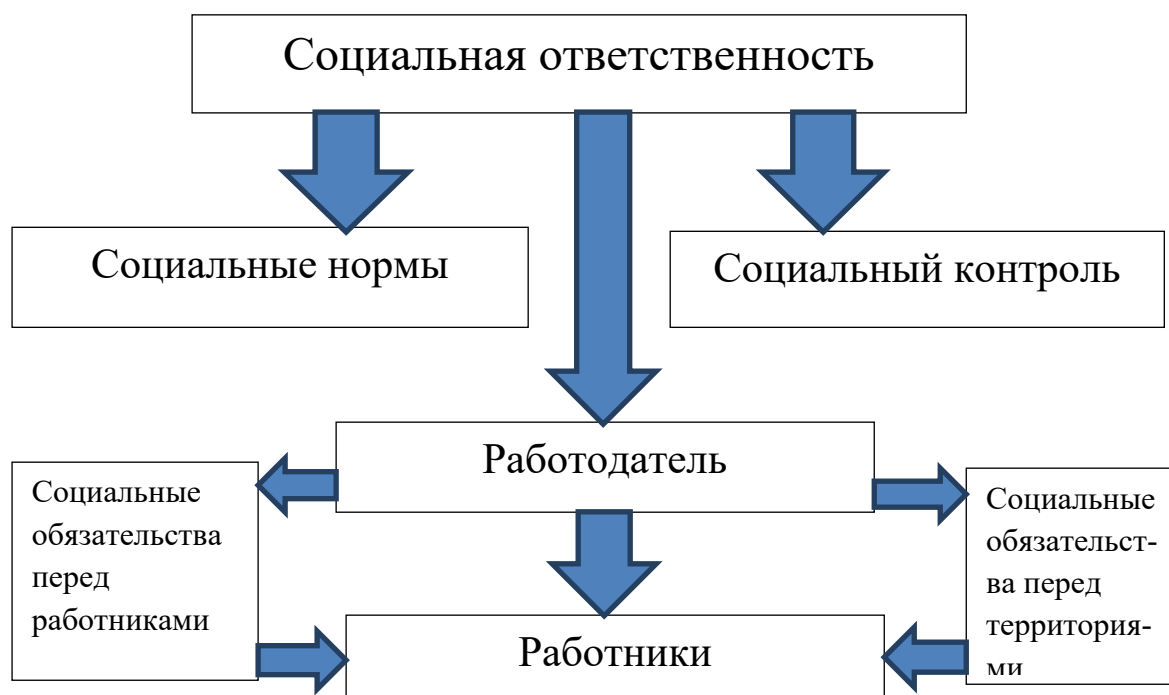 Социальная ответственность
Социальные нормы
Социальный контроль
Работодатель
Социальные
обязательства
перед
работниками
Социальные
обязательст-
ва перед
территория-
ми
Работники